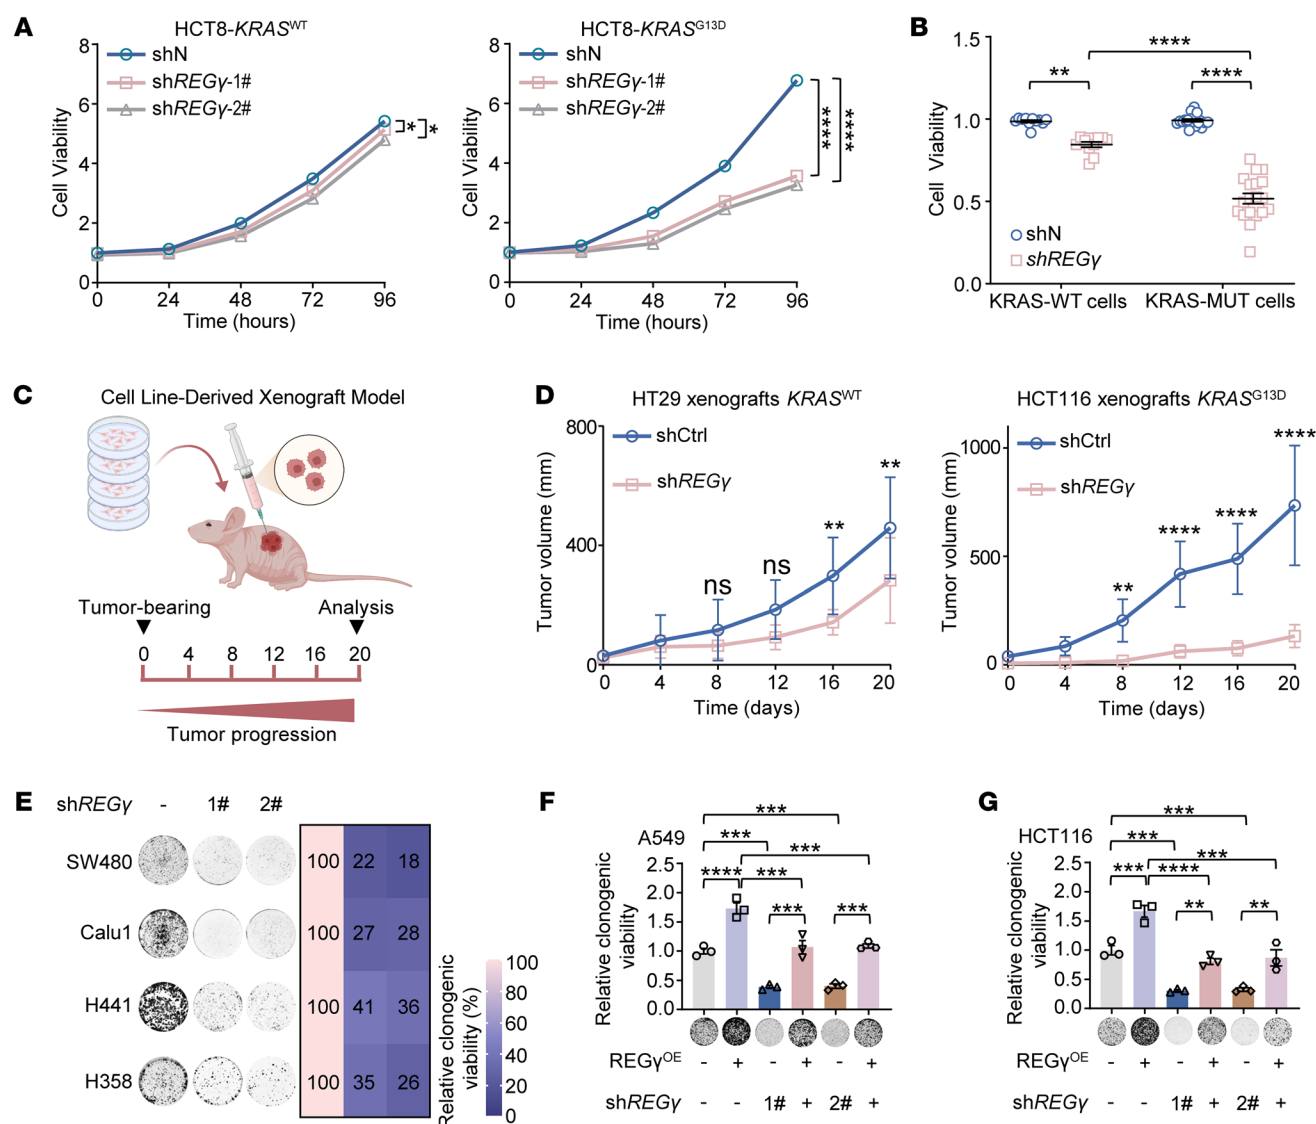 A
HCT8-KRASWT
8
6
4
2
0
Cell Viability
shN
shREGγ-1#
shREGγ-2#
*
*
0 24 48 72 96
Time (hours)
HCT8-KRASG13D
8
6
4
2
0
Cell Viability
shN
shREGγ-1#
shREGγ-2#
****
****
0 24 48 72 96
Time (hours)
B
1.5
1.0
0.5
0.0
Cell Viability
****
**
****
shN
shREGγ
KRAS-WT cells KRAS-MUT cells
C
Cell Line-Derived Xenograft Model
Tumor-bearing Analysis
0 4 8 12 16 20
Tumor progression
D
HT29 xenografts KRASWT
800
400
0
Tumor volume (mm)
shCtrl
shREGγ
ns
ns
**
**
0 4 8 12 16 20
Time (days)
HCT116 xenografts KRASG13D
1000
500
0
Tumor volume (mm)
shCtrl
shREGγ
**
****
****
****
0 4 8 12 16 20
Time (days)
E
shREGγ - 1# 2#
SW480 100 22 18
Calu1 100 27 28
H441 100 41 36
H358 100 35 26
Relative clonogenic
viability (%)
100
80
60
40
20
0
F
A549
***
***
***
****
***
***
***
2.5
2.0
1.5
1.0
0.5
0.0
Relative clonogenic
viability
REGγOE - + - + - +
shREGγ - - 1# + 2# +
G
HCT116
***
***
***
***
****
**
**
2.5
2.0
1.5
1.0
0.5
0.0
Relative clonogenic
viability
REGγOE - + - + - +
shREGγ - - 1# + 2# +